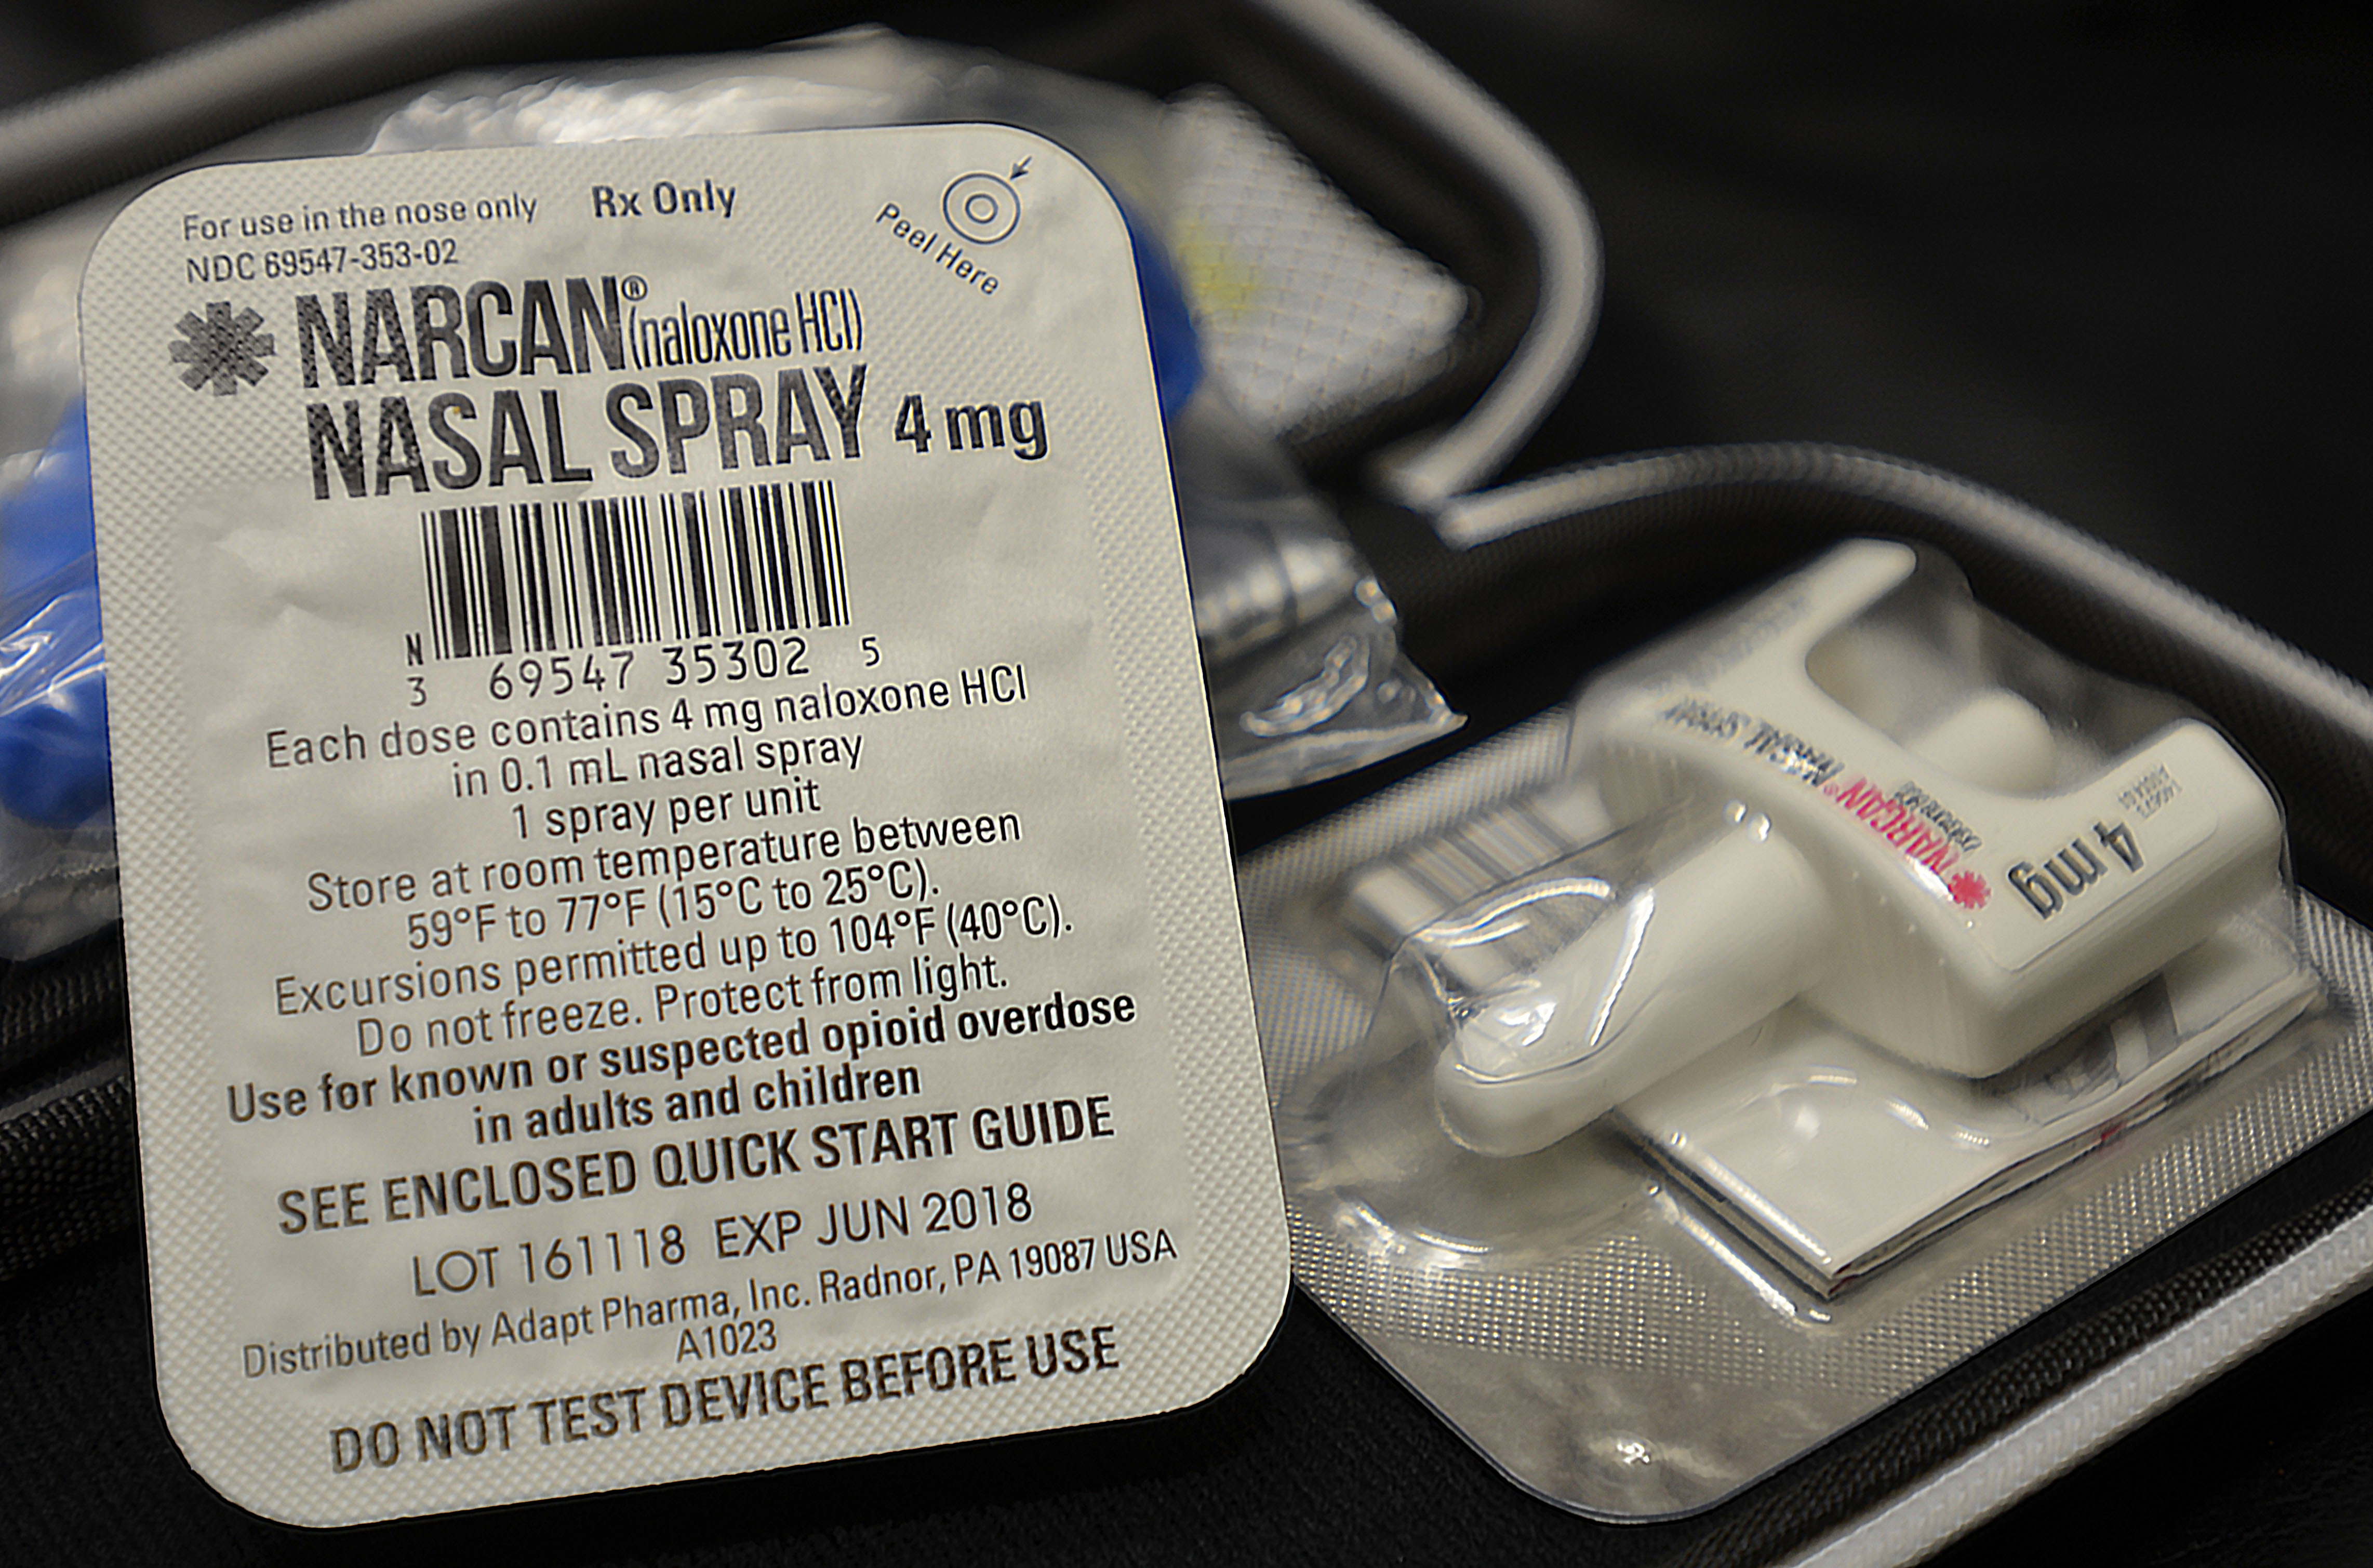 For use in the nose only Rx Only
NDC 69547-353-02
Peel Here
NARCAN® (naloxone HCl)
NASAL SPRAY 4 mg
N
3 69547 35302 5
Each dose contains 4 mg naloxone HCl
in 0.1 mL nasal spray
1 spray per unit
Store at room temperature between
59°F to 77°F (15°C to 25°C).
Excursions permitted up to 104°F (40°C).
Do not freeze. Protect from light.
Use for known or suspected opioid overdose
in adults and children
SEE ENCLOSED QUICK START GUIDE
LOT 161118 EXP JUN 2018
Distributed by Adapt Pharma, Inc. Radnor, PA 19087 USA
A1023
DO NOT TEST DEVICE BEFORE USE
NARCAN® NASAL SPRAY
4 mg